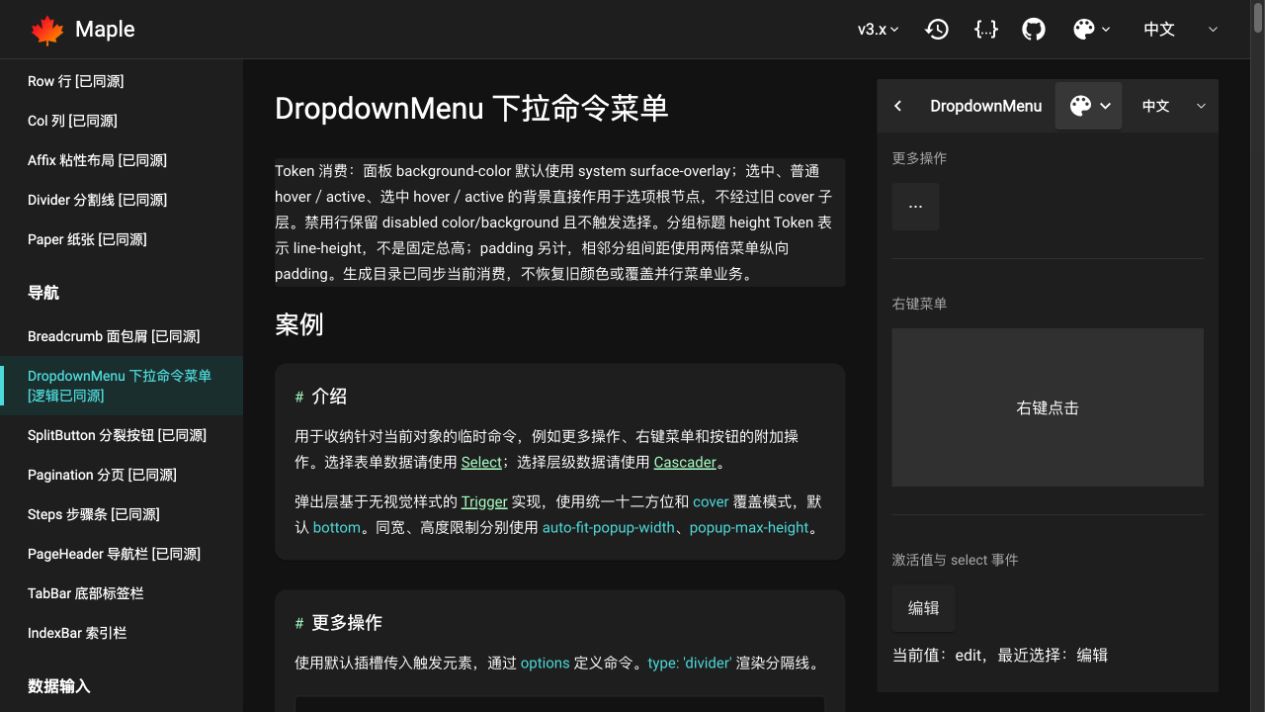 Maple
v3.x
{...}
中文
Row 行 [已同源]
Col 列 [已同源]
Affix 粘性布局 [已同源]
Divider 分割线 [已同源]
Paper 纸张 [已同源]
导航
Breadcrumb 面包屑 [已同源]
DropdownMenu 下拉命令菜单
[逻辑已同源]
SplitButton 分裂按钮 [已同源]
Pagination 分页 [已同源]
Steps 步骤条 [已同源]
PageHeader 导航栏 [已同源]
TabBar 底部标签栏
IndexBar 索引栏
数据输入
DropdownMenu 下拉命令菜单
Token 消费：面板 background-color 默认使用 system surface-overlay；选中、普通
hover / active、选中 hover / active 的背景直接作用于选项根节点，不经过旧 cover 子
层。禁用行保留 disabled color/background 且不触发选择。分组标题 height Token 表
示 line-height，不是固定总高；padding 另计，相邻分组间距使用两倍菜单纵向
padding。生成目录已同步当前消费，不恢复旧颜色或覆盖并行菜单业务。
案例
# 介绍
用于收纳针对当前对象的临时命令，例如更多操作、右键菜单和按钮的附加操
作。选择表单数据请使用 Select；选择层级数据请使用 Cascader。
弹出层基于无视觉样式的 Trigger 实现，使用统一十二方位和 cover 覆盖模式，默
认 bottom。同宽、高度限制分别使用 auto-fit-popup-width、popup-max-height。
# 更多操作
使用默认插槽传入触发元素，通过 options 定义命令。type: 'divider' 渲染分隔线。
DropdownMenu
中文
更多操作
...
右键菜单
右键点击
激活值与 select 事件
编辑
当前值：edit，最近选择：编辑